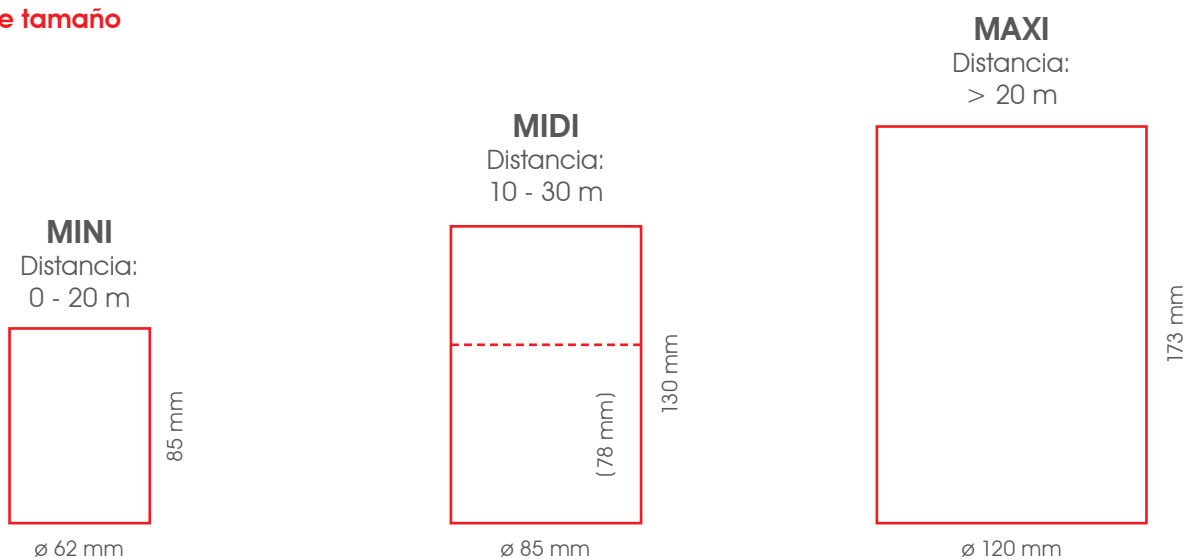 e tamaño
MINI
Distancia:
0 - 20 m
85 mm
ø 62 mm
MIDI
Distancia:
10 - 30 m
130 mm
(78 mm)
ø 85 mm
MAXI
Distancia:
> 20 m
173 mm
ø 120 mm